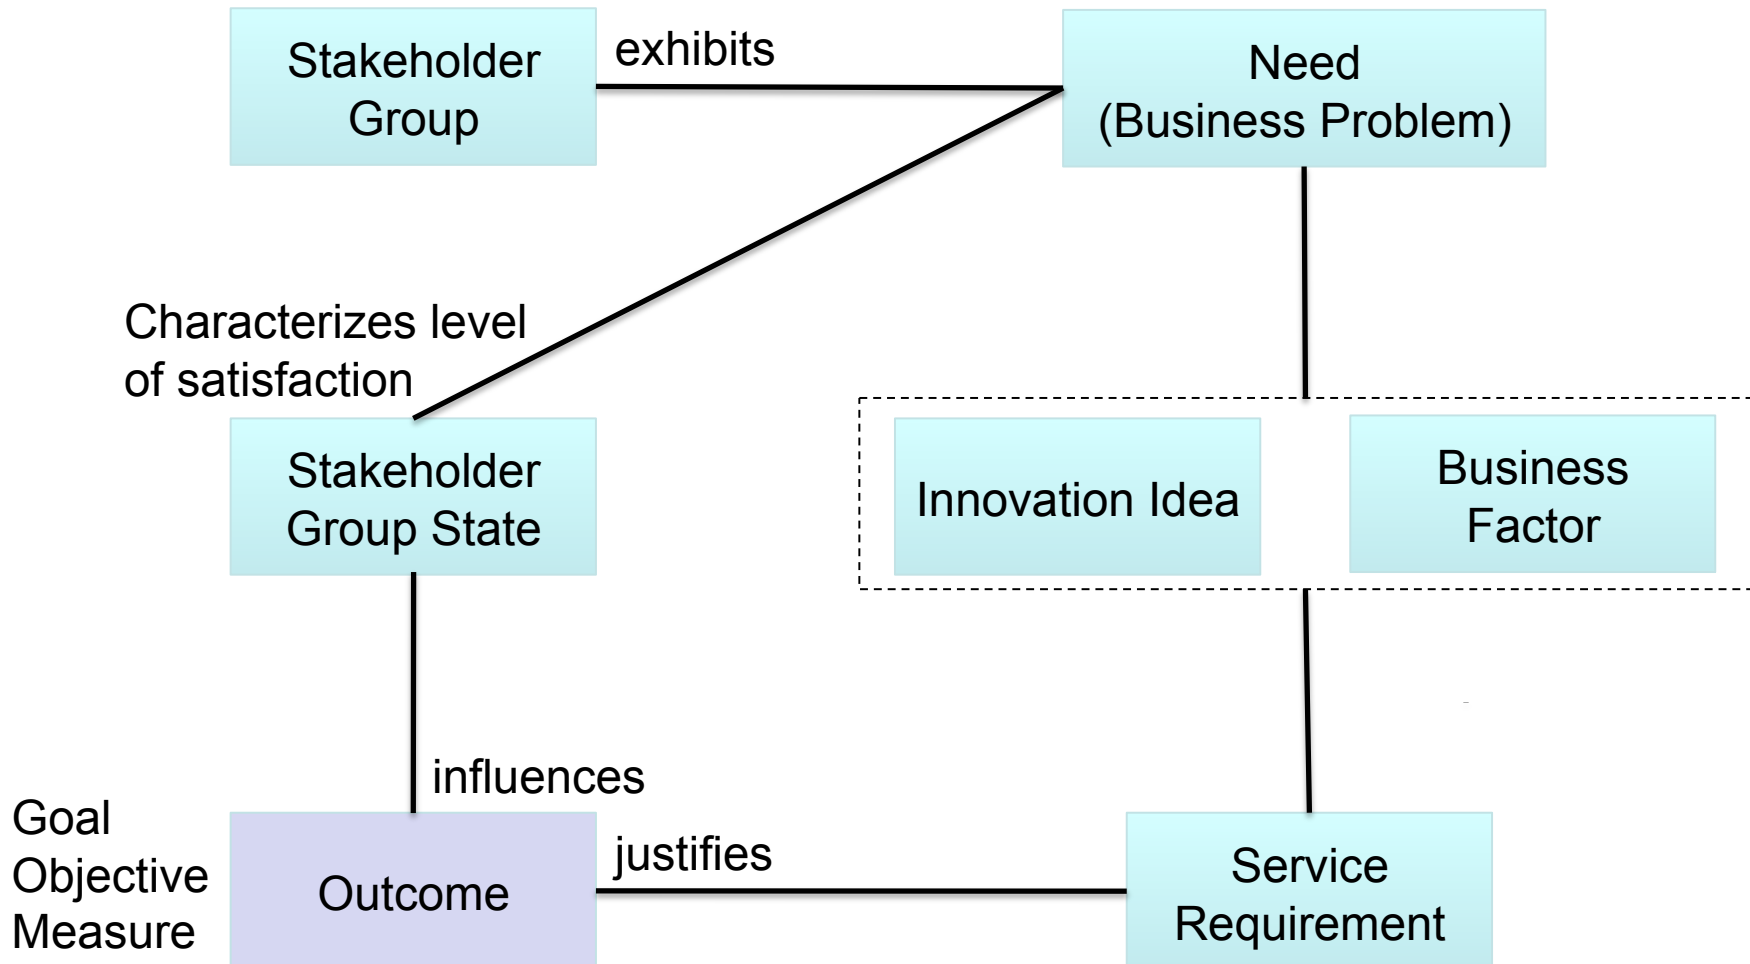 Stakeholder
Group
exhibits
Need
(Business Problem)
Characterizes level
of satisfaction
Stakeholder
Group State
Innovation Idea
Business
Factor
influences
Goal
Objective
Measure
Outcome
justifies
Service
Requirement